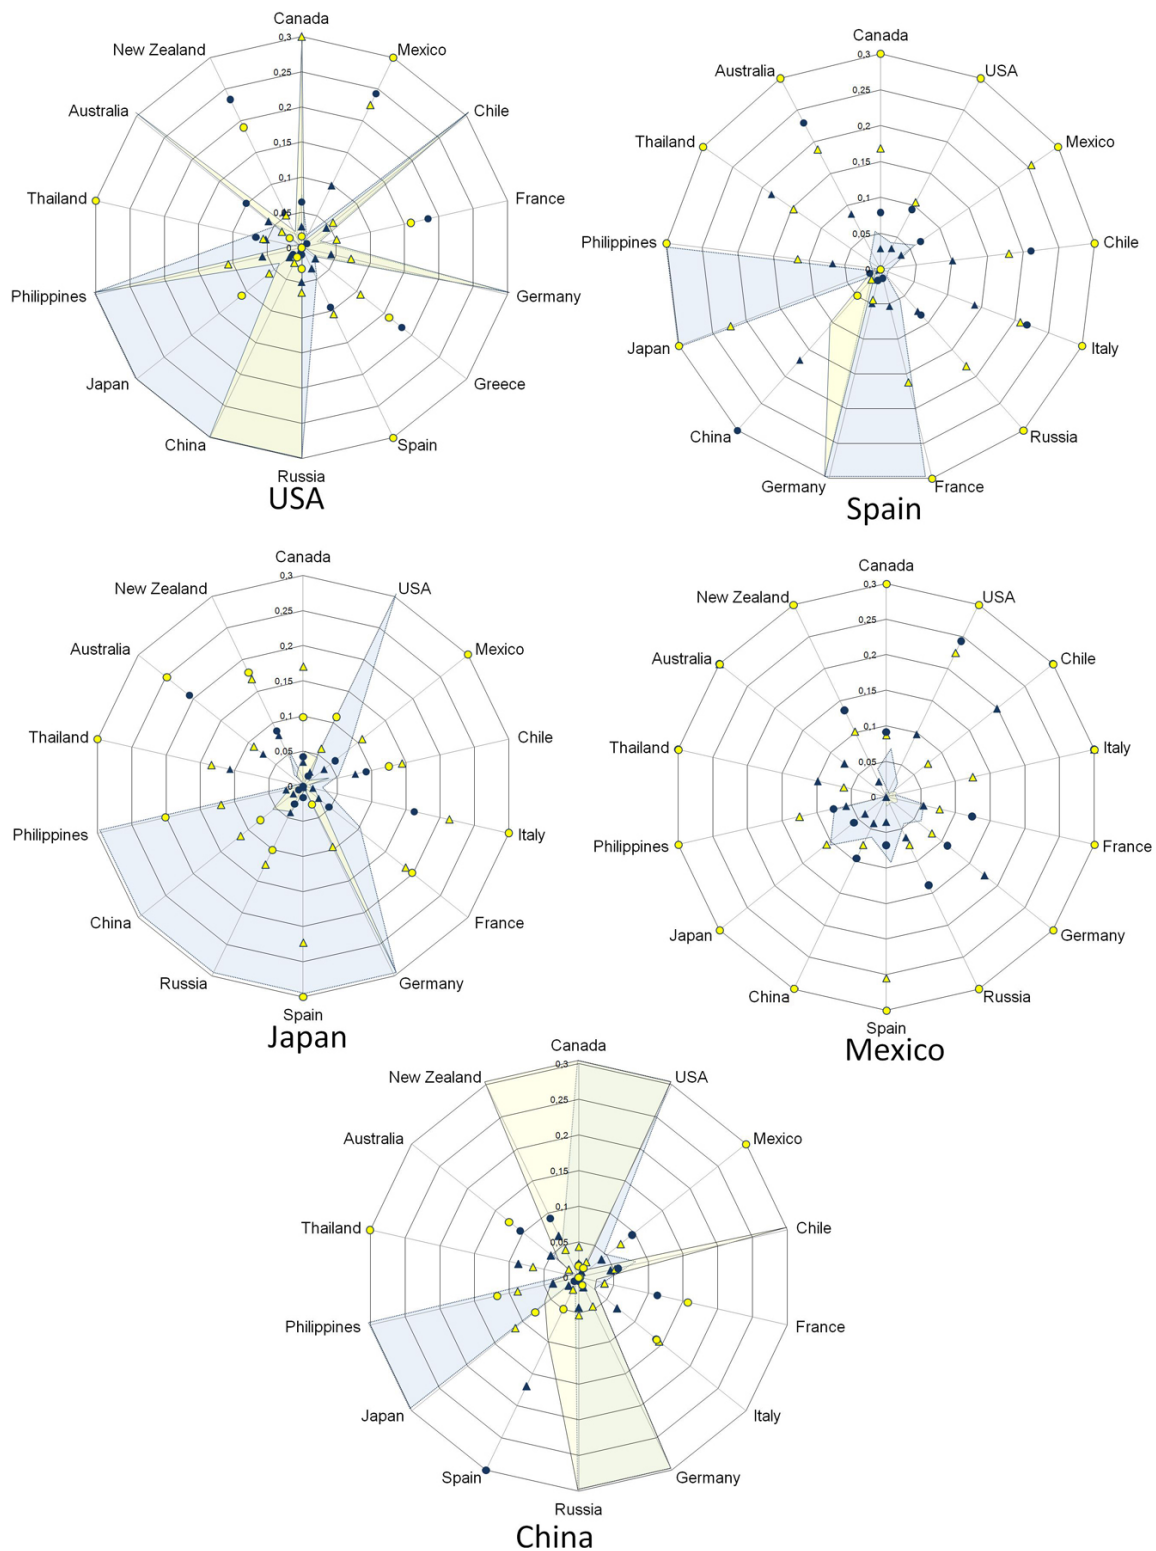 Canada
0,3
New Zealand
Mexico
0,25
Australia
0,2
Chile
0,15
0,1
Thailand
France
0,05
0
Philippines
Germany
Japan
Greece
China
Spain
Russia
USA
Canada
0,3
Australia
USA
0,25
Thailand
0,2
Mexico
0,15
0,1
Philippines
Chile
0,05
0
Japan
Italy
China
Russia
Germany
France
Spain
Canada
0,3
New Zealand
USA
0,25
Australia
0,2
Mexico
0,15
0,1
Thailand
Chile
0,05
0
Philippines
Italy
China
France
Russia
Germany
Spain
Japan
Canada
0,3
New Zealand
USA
0,25
Australia
0,2
Chile
0,15
0,1
Thailand
Italy
0,05
0
Philippines
France
Japan
Germany
China
Russia
Spain
Mexico
Canada
0,3
New Zealand
USA
0,25
Australia
0,2
Mexico
0,15
0,1
Thailand
Chile
0,05
0
Philippines
France
Japan
Italy
Spain
Germany
Russia
China